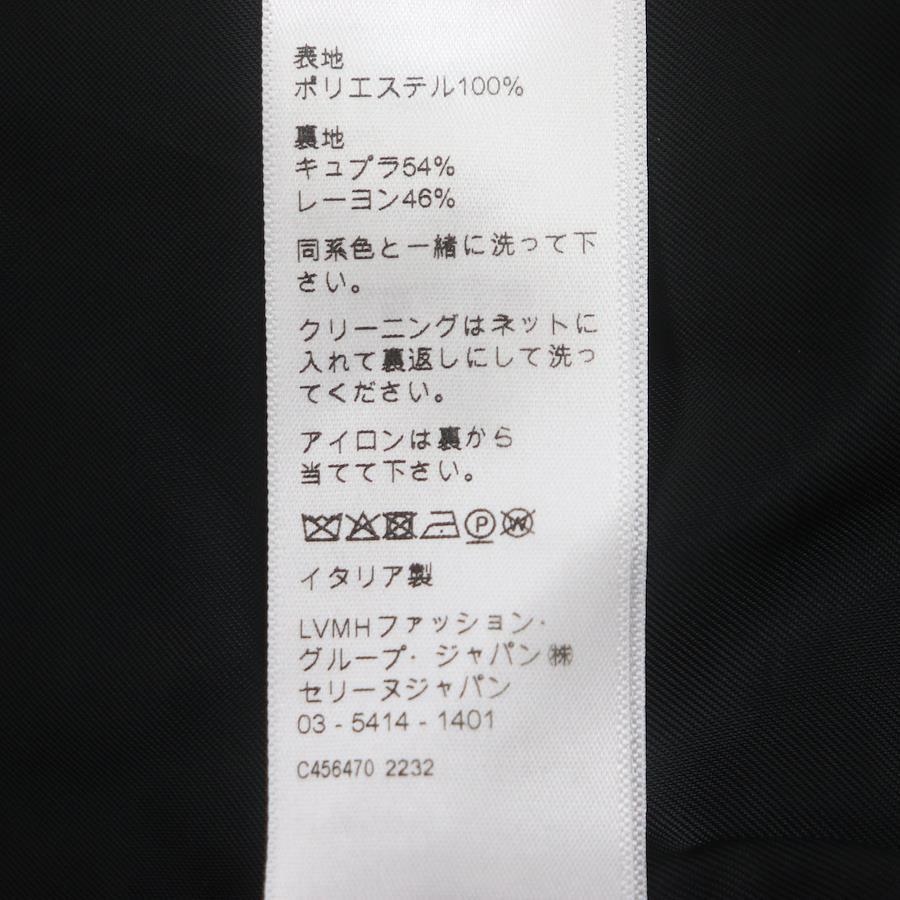 表地
ポリエステル100%
裏地
キュプラ54%
レーヨン46%
同系色と一緒に洗って下
さい。
クリーニングはネットに
入れて裏返しにして洗っ
てください。
アイロンは裏から
当てて下さい。
P W
イタリア製
LVMHファッション・
グループ・ジャパン㈱
セリーヌジャパン
03 - 5414 - 1401
C456470 2232